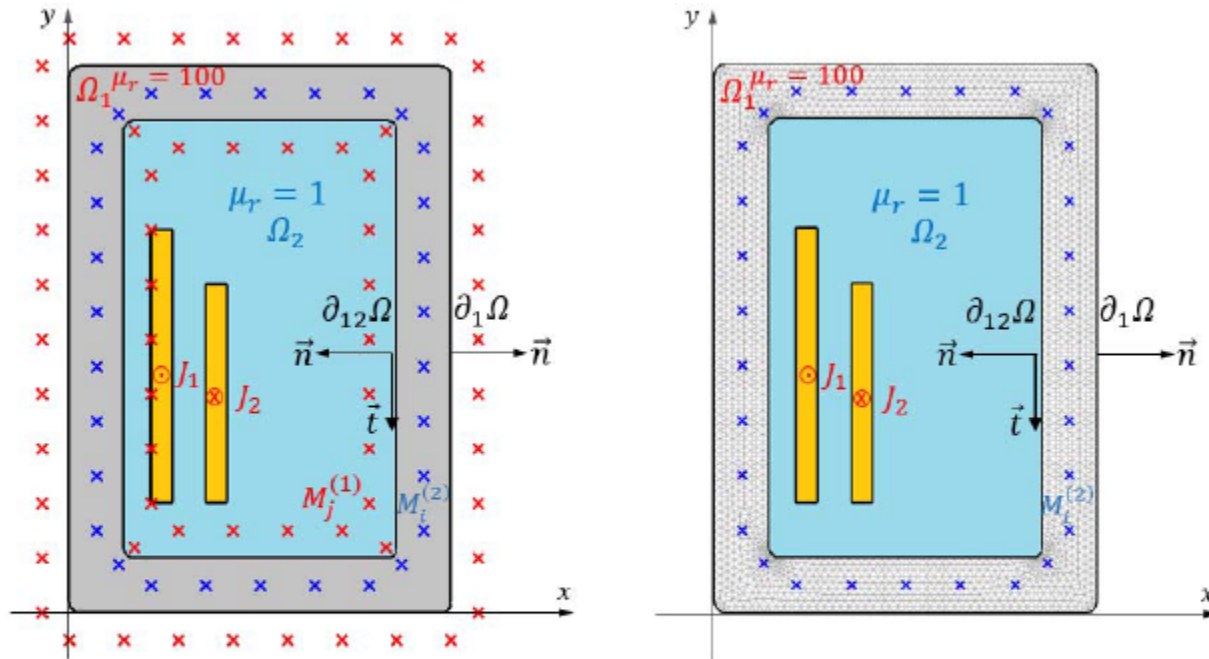 y
Ω₁ μᵣ = 100
μᵣ = 1
Ω₂
∂₁₂Ω
∂₁Ω
n⃗
n⃗
J₁
J₂
t⃗
Mⱼ⁽¹⁾
Mᵢ⁽²⁾
x
y
Ω₁ μᵣ = 100
μᵣ = 1
Ω₂
∂₁₂Ω
∂₁Ω
n⃗
n⃗
J₁
J₂
t⃗
Mᵢ⁽²⁾
x